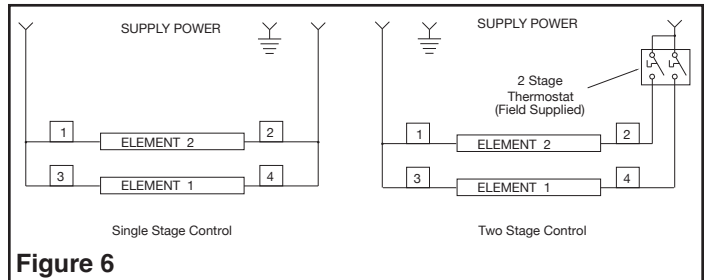 SUPPLY POWER
1
ELEMENT 2
2
3
ELEMENT 1
4
Single Stage Control
SUPPLY POWER
2 Stage
Thermostat
(Field Supplied)
1
ELEMENT 2
2
3
ELEMENT 1
4
Two Stage Control
Figure 6